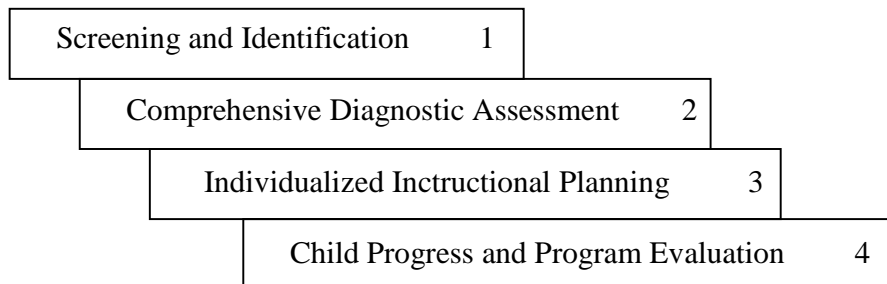 Screening and Identification 1
Comprehensive Diagnostic Assessment 2
Individualized Inctructional Planning 3
Child Progress and Program Evaluation 4